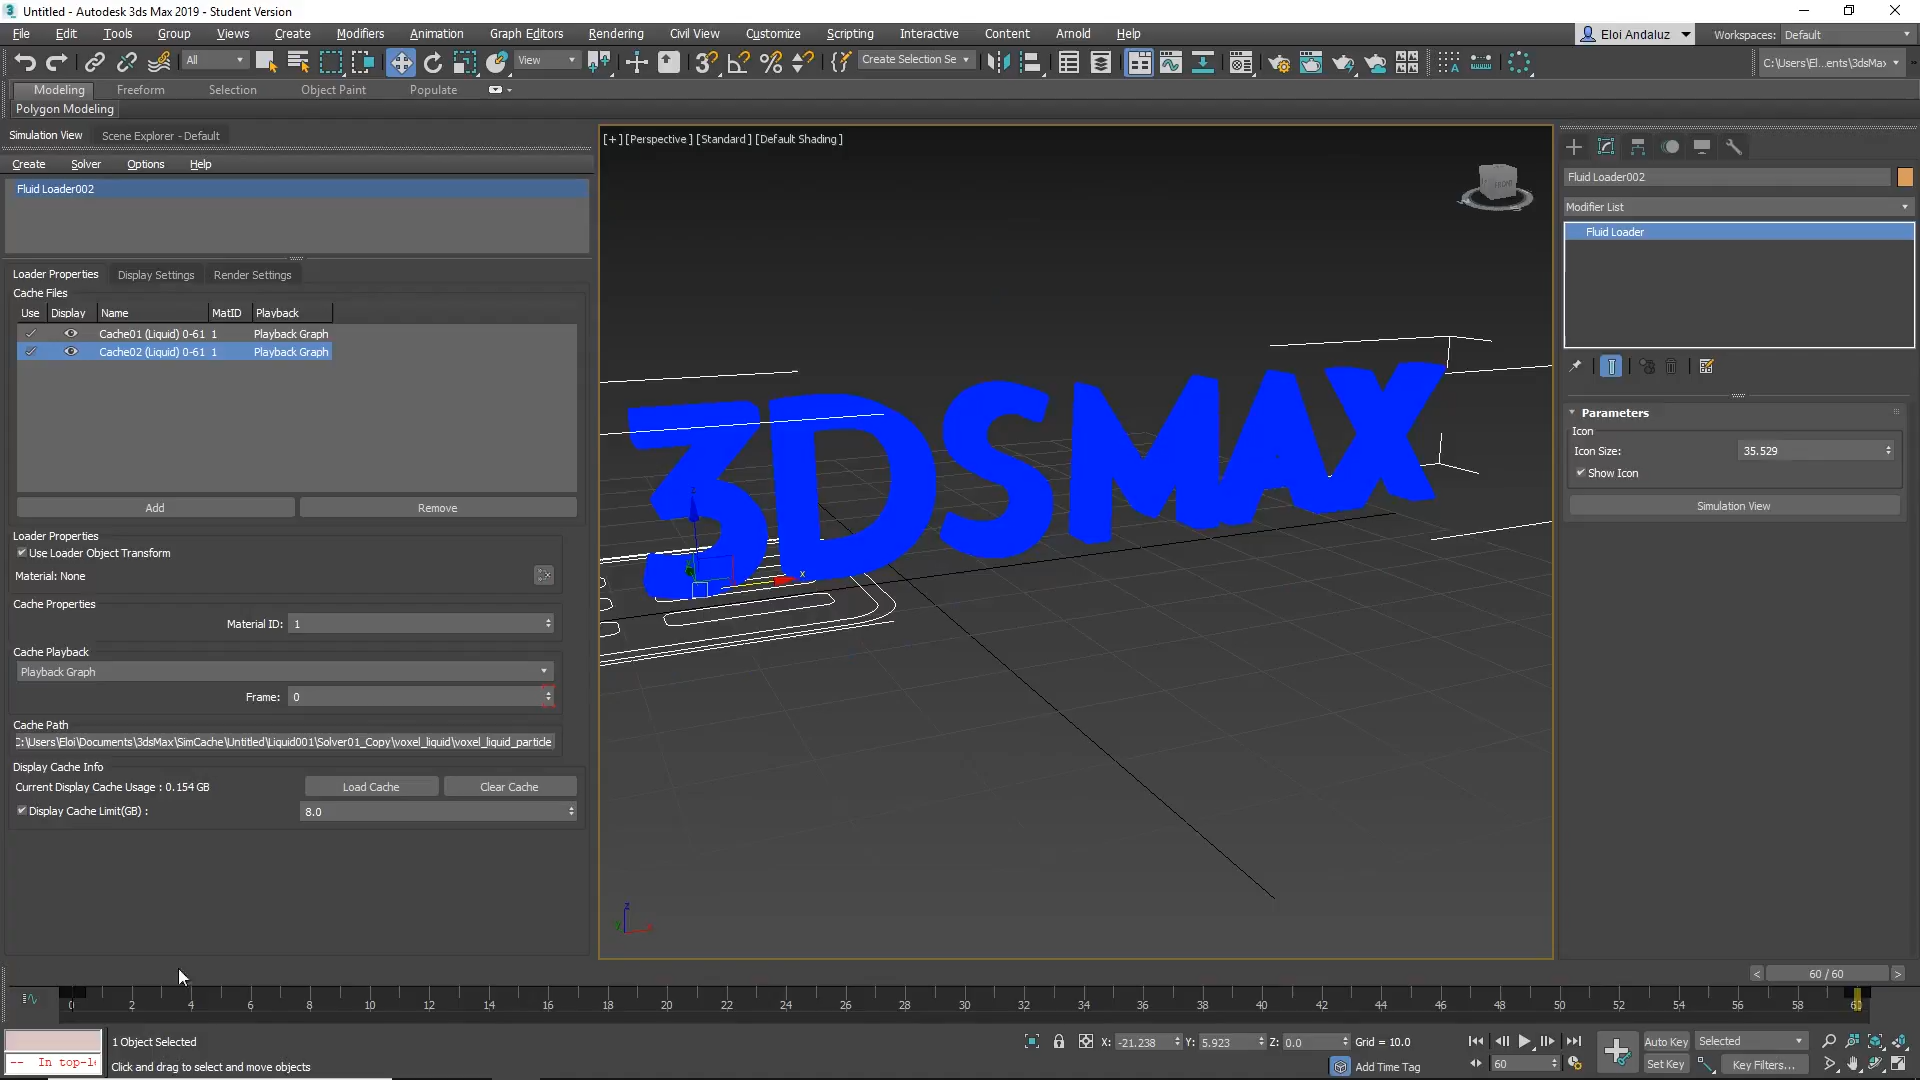 Untitled - Autodesk 3ds Max 2019 - Student Version
File Edit Tools Group Views Create Modifiers Animation Graph Editors Rendering Civil View Customize Scripting Interactive Content Arnold Help
Eloi Andaluz Workspaces: Default
All View Create Selection Se C:\Users\El...ents\3dsMax
Modeling Freeform Selection Object Paint Populate
Polygon Modeling
Simulation View Scene Explorer - Default
Create Solver Options Help
Fluid Loader002
Loader Properties Display Settings Render Settings
Cache Files
Use Display Name MatID Playback
Cache01 (Liquid) 0-61 1 Playback Graph
Cache02 (Liquid) 0-61 1 Playback Graph
Add Remove
Loader Properties
Use Loader Object Transform
Material: None
Cache Properties
Material ID: 1
Cache Playback
Playback Graph
Frame: 0
Cache Path
C:\Users\Eloi\Documents\3dsMax\SimCache\Untitled\Liquid001\Solver01_Copy\voxel_liquid\voxel_liquid_particle
Display Cache Info
Current Display Cache Usage : 0.154 GB Load Cache Clear Cache
Display Cache Limit(GB) : 8.0
[+] [Perspective ] [Standard ] [Default Shading ]
FRONT
3DSMAX
x
z
Fluid Loader002
Modifier List
Fluid Loader
Parameters
Icon
Icon Size: 35.529
Show Icon
Simulation View
< 60 / 60 >
0 2 4 6 8 10 12 14 16 18 20 22 24 26 28 30 32 34 36 38 40 42 44 46 48 50 52 54 56 58 60
1 Object Selected X: -21.238 Y: 5.923 Z: 0.0 Grid = 10.0 Auto Key Selected
-- In top-le Click and drag to select and move objects Add Time Tag 60 Set Key Key Filters...